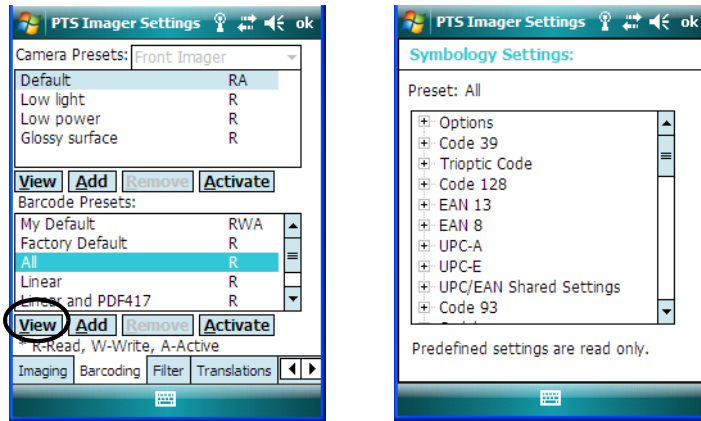 PTS Imager Settings ok
Camera Presets: Front Imager
Default RA
Low light R
Low power R
Glossy surface R
View Add Remove Activate
Barcode Presets:
My Default RWA
Factory Default R
All R
Linear R
Linear and PDF417 R
View Add Remove Activate
* R-Read, W-Write, A-Active
Imaging Barcoding Filter Translations
PTS Imager Settings ok
Symbology Settings:
Preset: All
Options
Code 39
Trioptic Code
Code 128
EAN 13
EAN 8
UPC-A
UPC-E
UPC/EAN Shared Settings
Code 93
Predefined settings are read only.